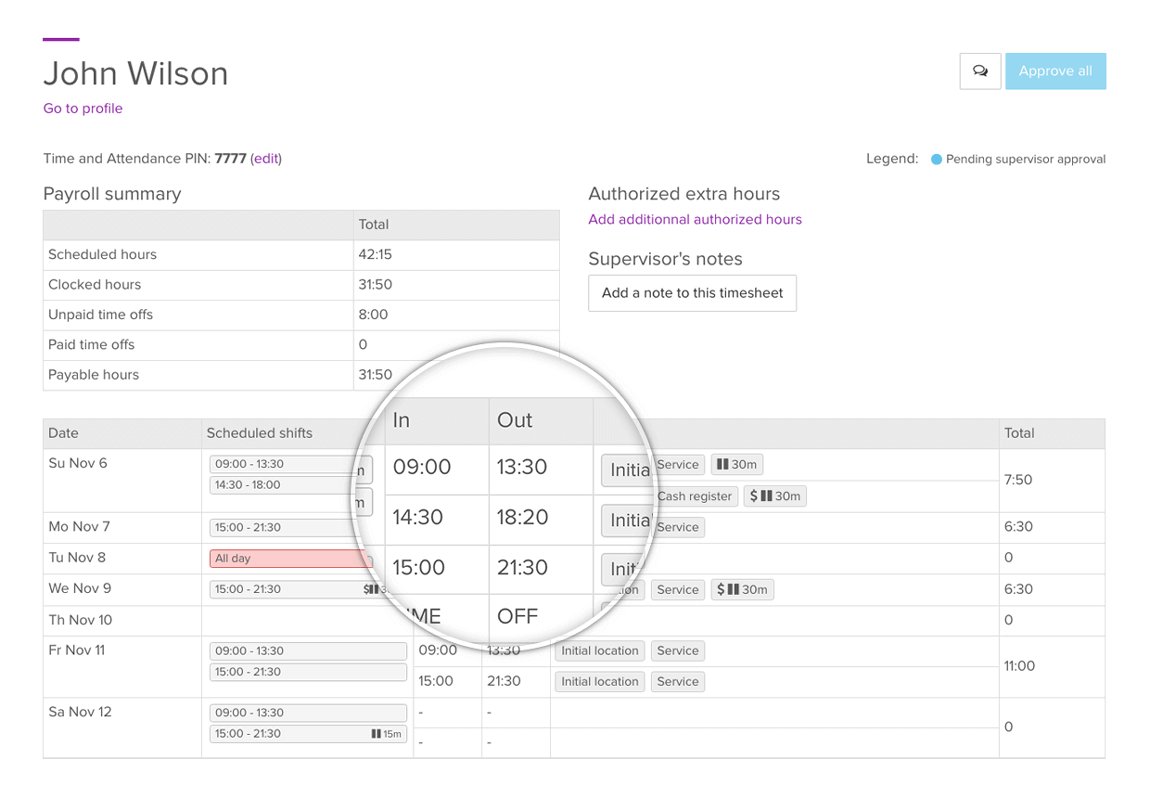 John Wilson
Approve all
Go to profile
Time and Attendance PIN: 7777 (edit)
Legend: Pending supervisor approval
Payroll summary
Total
Scheduled hours 42:15
Clocked hours 31:50
Unpaid time offs 8:00
Paid time offs 0
Payable hours 31:50
Authorized extra hours
Add additionnal authorized hours
Supervisor's notes
Add a note to this timesheet
Date Scheduled shifts In Out Total
Su Nov 6 09:00 - 13:30 09:00 13:30 Service 30m 7:50
14:30 - 18:00 14:30 18:20 Cash register $ 30m
Mo Nov 7 15:00 - 21:30 15:00 21:30 Service 6:30
Tu Nov 8 All day OFF 0
We Nov 9 15:00 - 21:30 Service $ 30m 6:30
Th Nov 10 0
Fr Nov 11 09:00 - 13:30 09:00 13:30 Initial location Service 11:00
15:00 - 21:30 15:00 21:30 Initial location Service
Sa Nov 12 09:00 - 13:30 - - 0
15:00 - 21:30 15m - -